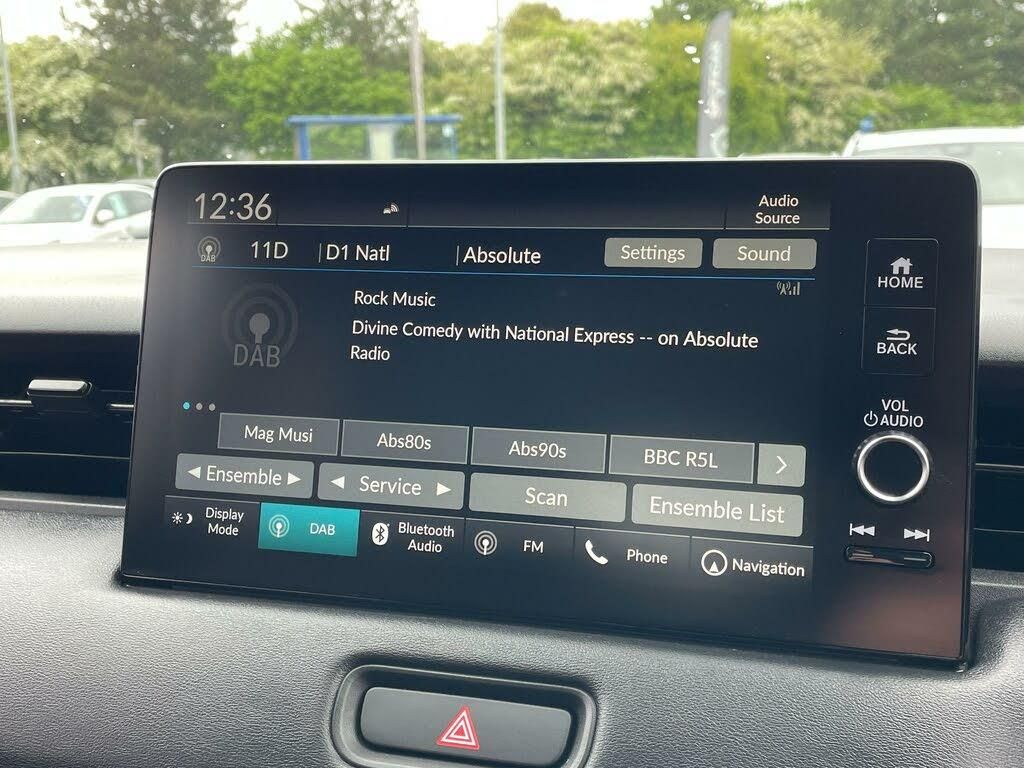 12:36
Audio
Source
DAB
11D
D1 Natl
Absolute
Settings
Sound
Rock Music
Divine Comedy with National Express -- on Absolute
Radio
DAB
Mag Musi
Abs80s
Abs90s
BBC R5L
Ensemble
Service
Scan
Ensemble List
Display
Mode
DAB
Bluetooth
Audio
FM
Phone
Navigation
HOME
BACK
VOL
AUDIO